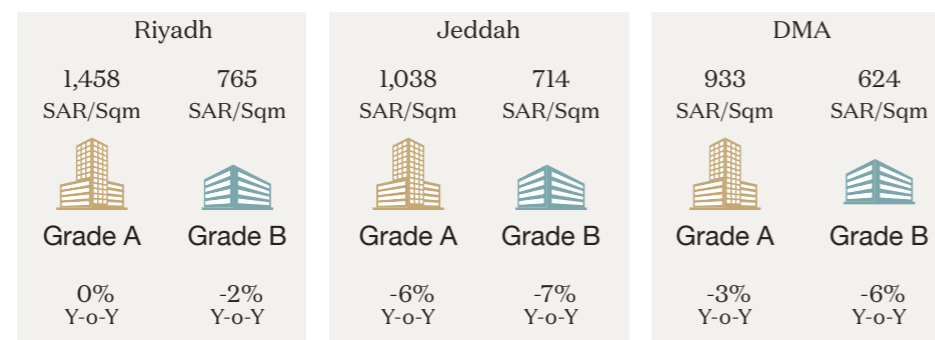 Riyadh
1,458 765
SAR/Sqm SAR/Sqm
Grade A Grade B
0% -2%
Y-o-Y Y-o-Y
Jeddah
1,038 714
SAR/Sqm SAR/Sqm
Grade A Grade B
-6% -7%
Y-o-Y Y-o-Y
DMA
933 624
SAR/Sqm SAR/Sqm
Grade A Grade B
-3% -6%
Y-o-Y Y-o-Y